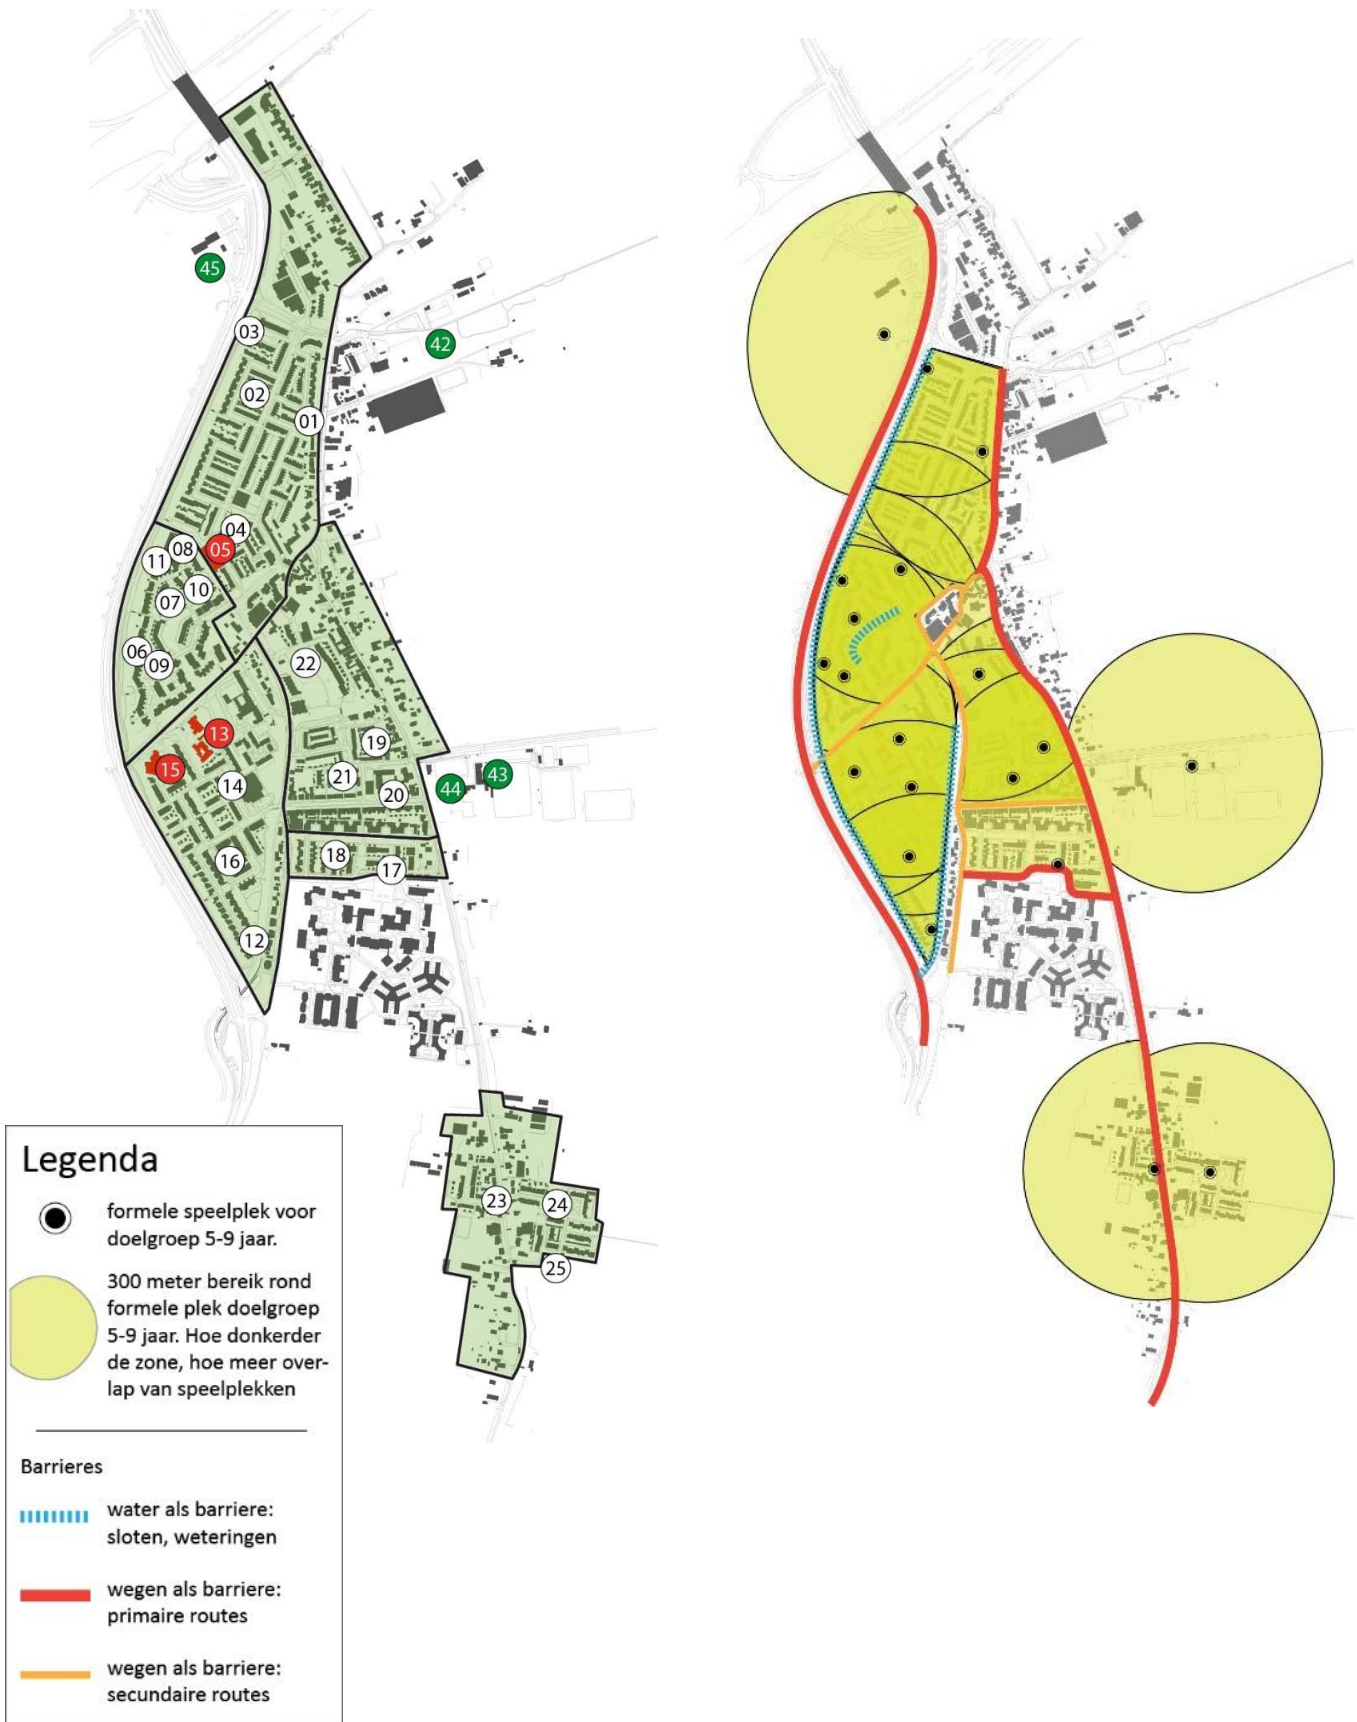 45
42
03
02
01
04
05
08
11
10
07
06
09
22
13
15
14
19
21
20
44
43
16
18
17
12
23
24
25
Legenda
formele speelplek voor
doelgroep 5-9 jaar.
300 meter bereik rond
formele plek doelgroep
5-9 jaar. Hoe donkerder
de zone, hoe meer over-
lap van speelplekken
Barrieres
water als barriere:
sloten, weteringen
wegen als barriere:
primaire routes
wegen als barriere:
secundaire routes